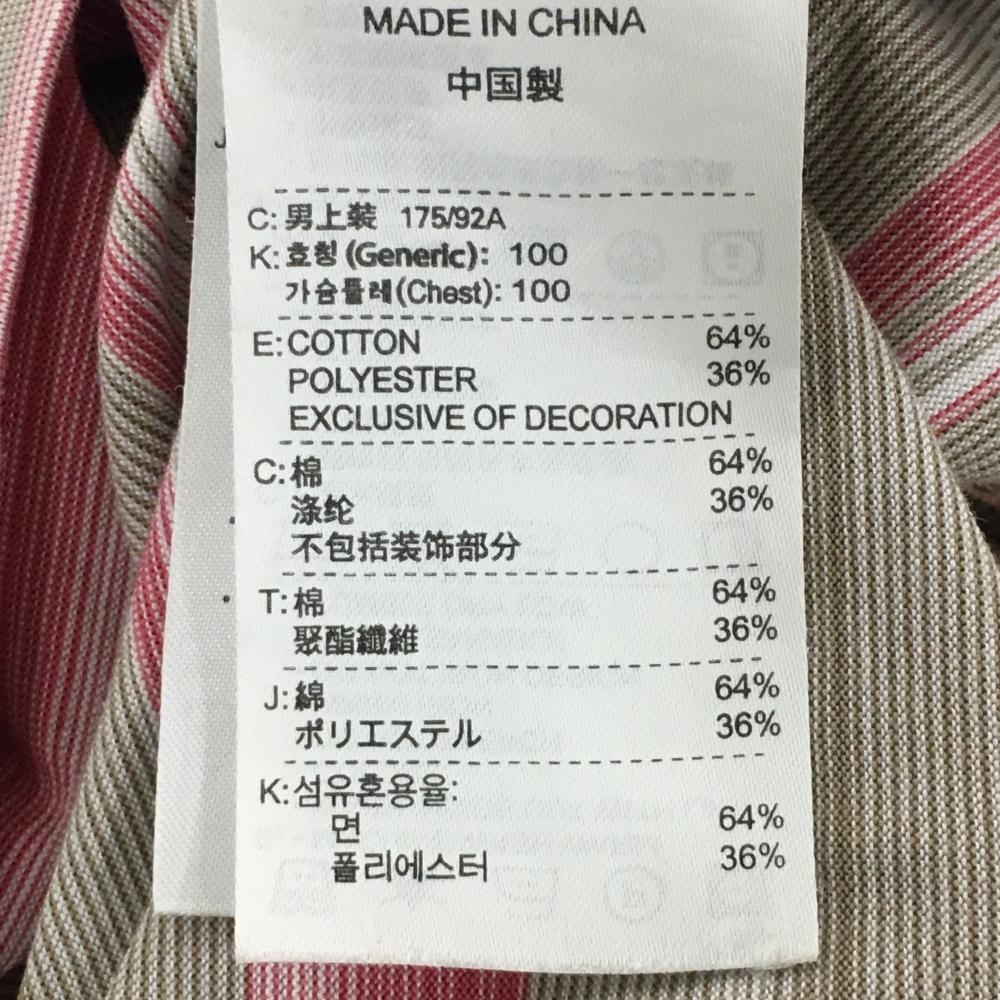 MADE IN CHINA
中国製
C: 男上装 175/92A
K: 호칭 (Generic): 100
가슴둘레(Chest): 100
E: COTTON 64%
POLYESTER 36%
EXCLUSIVE OF DECORATION
C: 棉 64%
涤纶 36%
不包括装饰部分
T: 棉 64%
聚酯纖維 36%
J: 綿 64%
ポリエステル 36%
K: 섬유혼용율:
면 64%
폴리에스터 36%